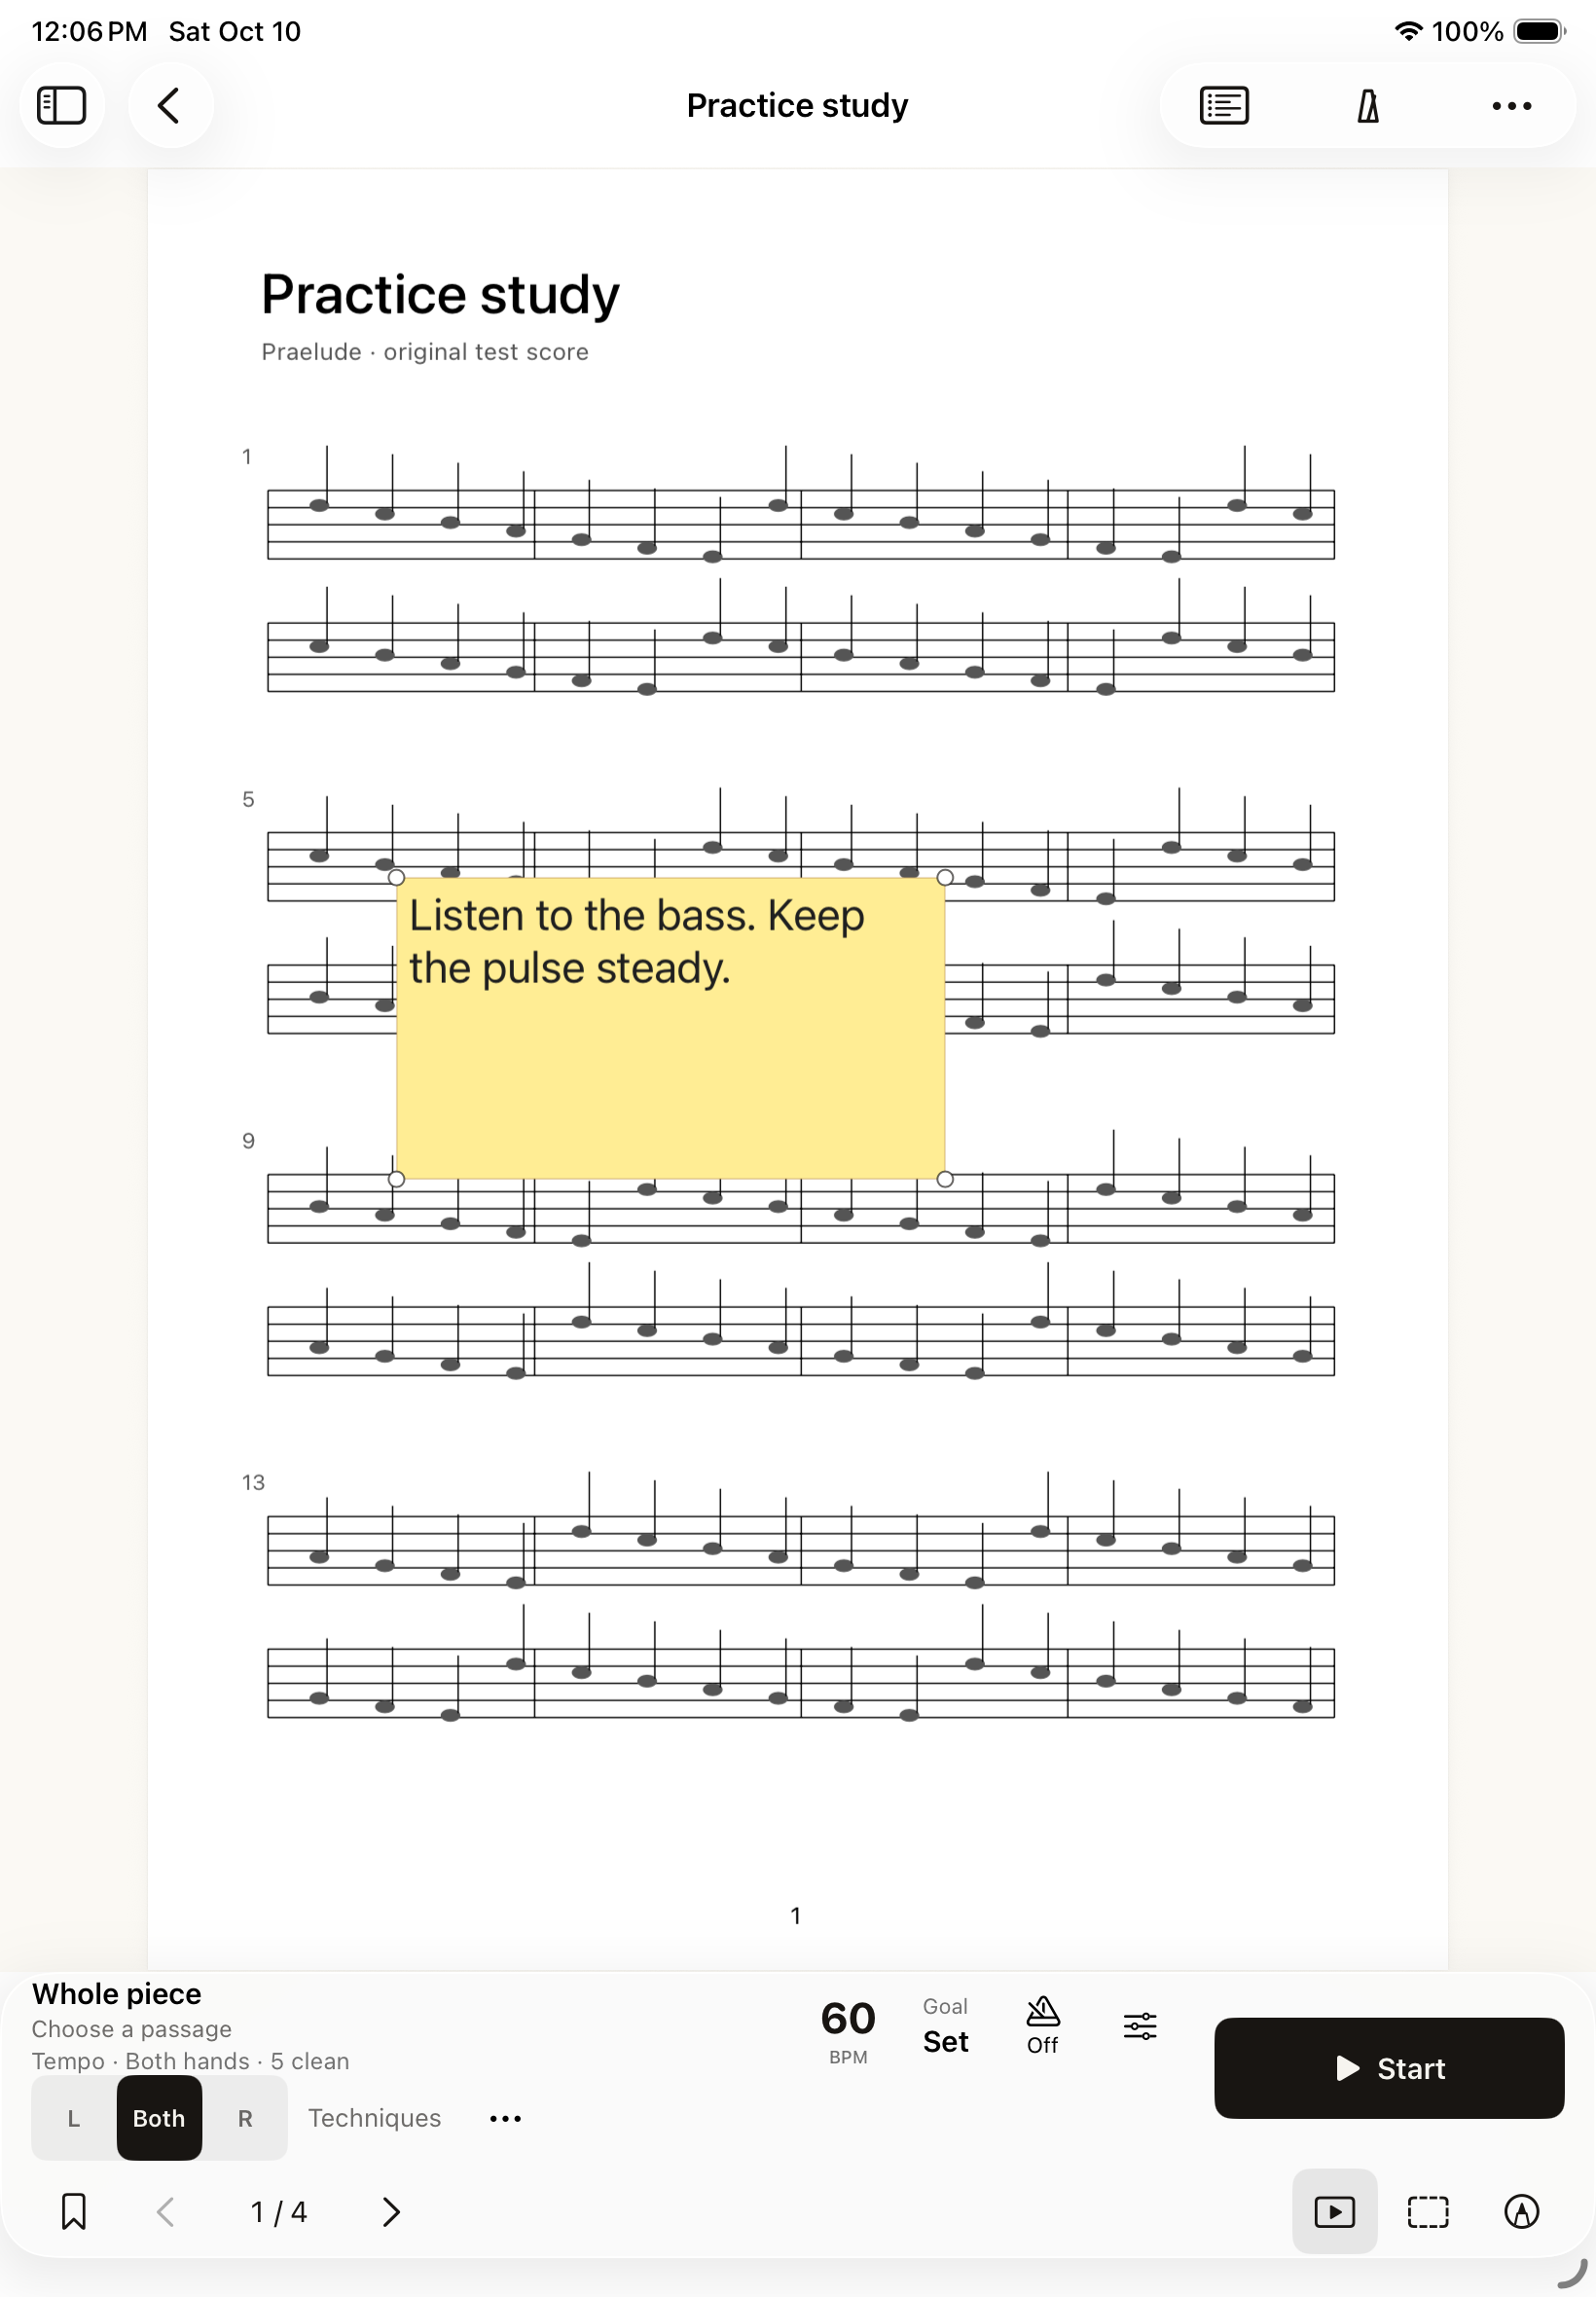 12:06 PM Sat Oct 10
100%
Practice study
Practice study
Praelude · original test score
1
5
Listen to the bass. Keep
the pulse steady.
9
13
1
Whole piece
Choose a passage
Tempo · Both hands · 5 clean
60
BPM
Goal
Set
Off
Start
L
Both
R
Techniques
1 / 4